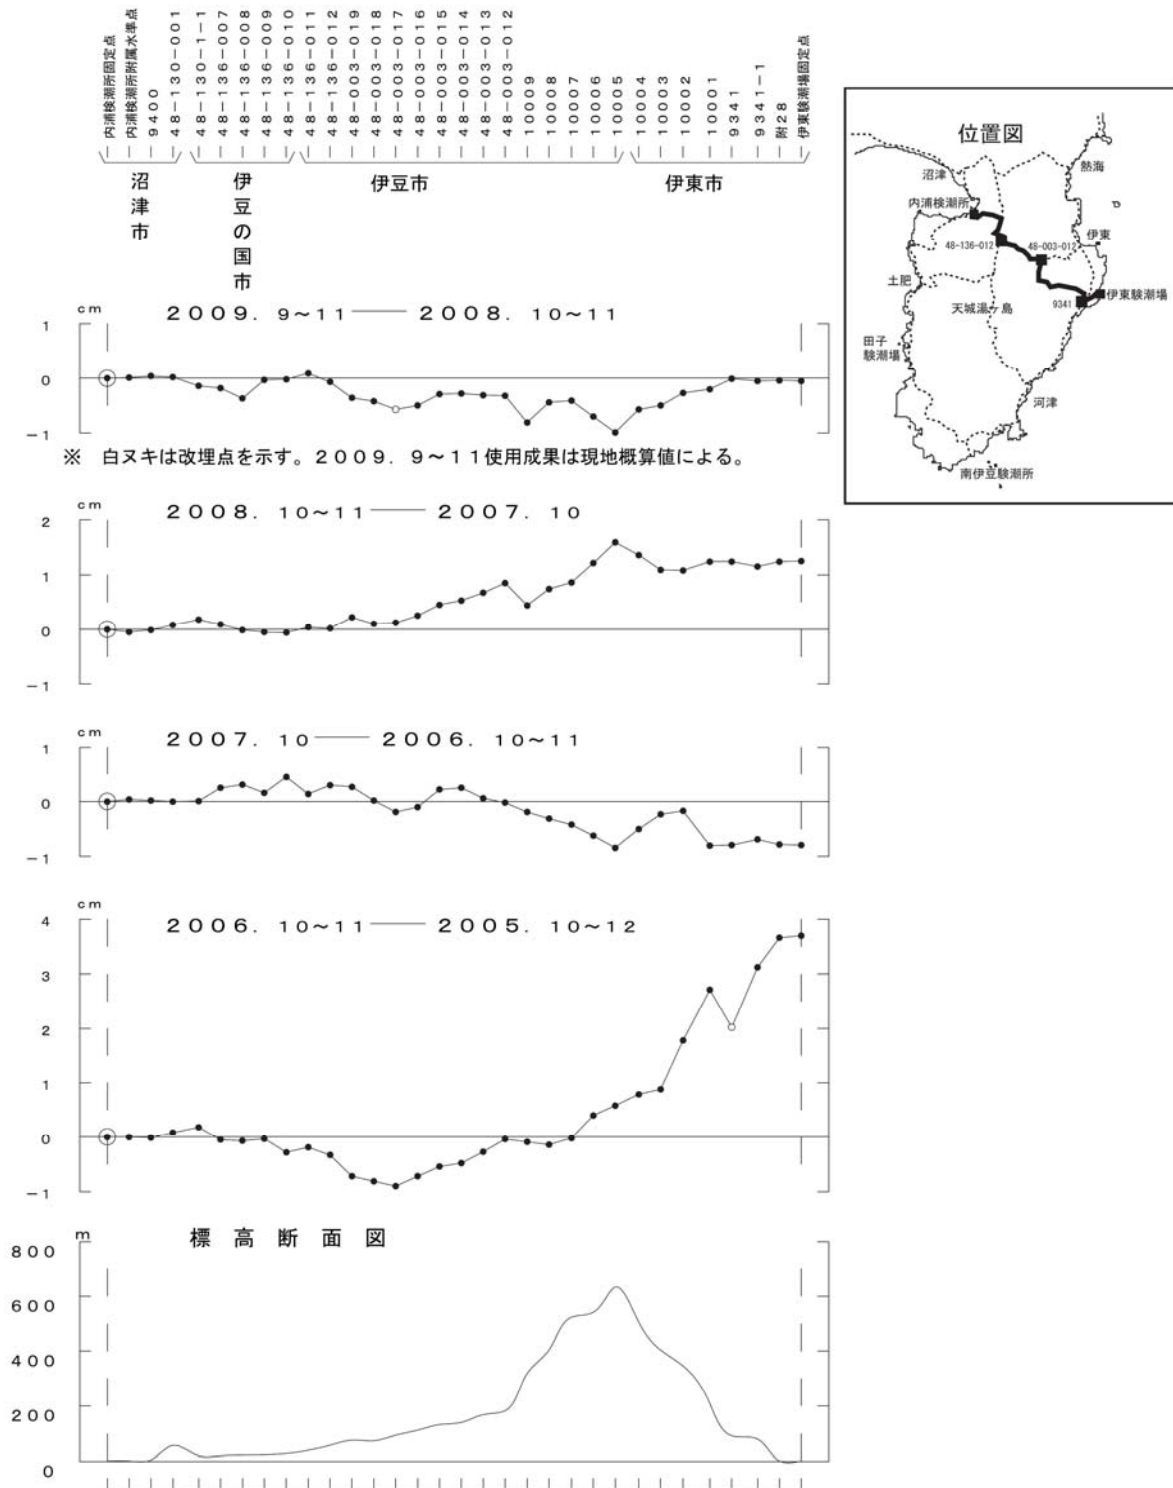 内浦検潮所固定点
内浦検潮所附属水準点
9400
48-130-001
48-130-1-1
48-136-007
48-136-008
48-136-009
48-136-010
48-136-011
48-136-012
48-003-019
48-003-018
48-003-017
48-003-016
48-003-015
48-003-014
48-003-013
48-003-012
10009
10008
10007
10006
10005
10004
10003
10002
10001
9341
9341-1
附28
伊東験潮場固定点
沼津市
伊豆の国市
伊豆市
伊東市
位置図
沼津
熱海
内浦検潮所
48-136-012
48-003-012
伊東
土肥
天城湯ヶ島
9341
伊東験潮場
田子
験潮場
河津
南伊豆験潮所
cm
2009. 9~11 ―― 2008. 10~11
1
0
-1
※ 白ヌキは改埋点を示す。2009. 9~11使用成果は現地概算値による。
cm
2008. 10~11 ―― 2007. 10
2
1
0
-1
cm
2007. 10 ―― 2006. 10~11
1
0
-1
cm
2006. 10~11 ―― 2005. 10~12
4
3
2
1
0
-1
m
標高断面図
800
600
400
200
0